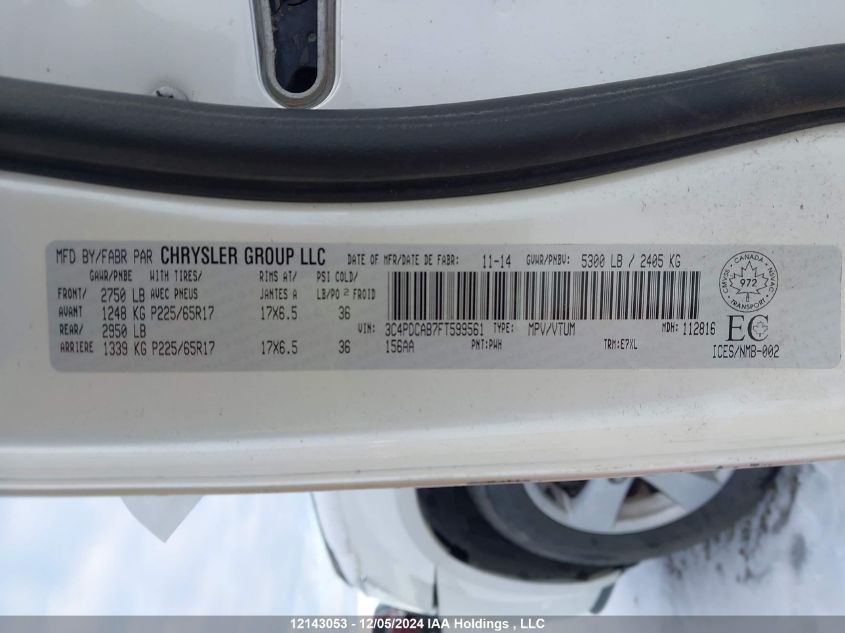 MFD BY/FABR PAR CHRYSLER GROUP LLC DATE OF MFR/DATE DE FABR: 11-14 GVWR/PNBV: 5300 LB / 2405 KG
GAWR/PNBE WITH TIRES/ RIMS AT/ PSI COLD/
FRONT/ 2750 LB AVEC PNEUS JANTES A LB/PO² FROID
AVANT 1248 KG P225/65R17 17X6.5 36
REAR/ 2950 LB
ARRIERE 1339 KG P225/65R17 17X6.5 36
VIN: 3C4PDCAB7FT599561 TYPE: MPV/VTUM MDH: 112816
156AA PNT:PWH TRM:E7XL
CMVSS • CANADA • NSVAC
972
TRANSPORT
EC
ICES/NMB-002
12143053 - 12/05/2024 IAA Holdings , LLC